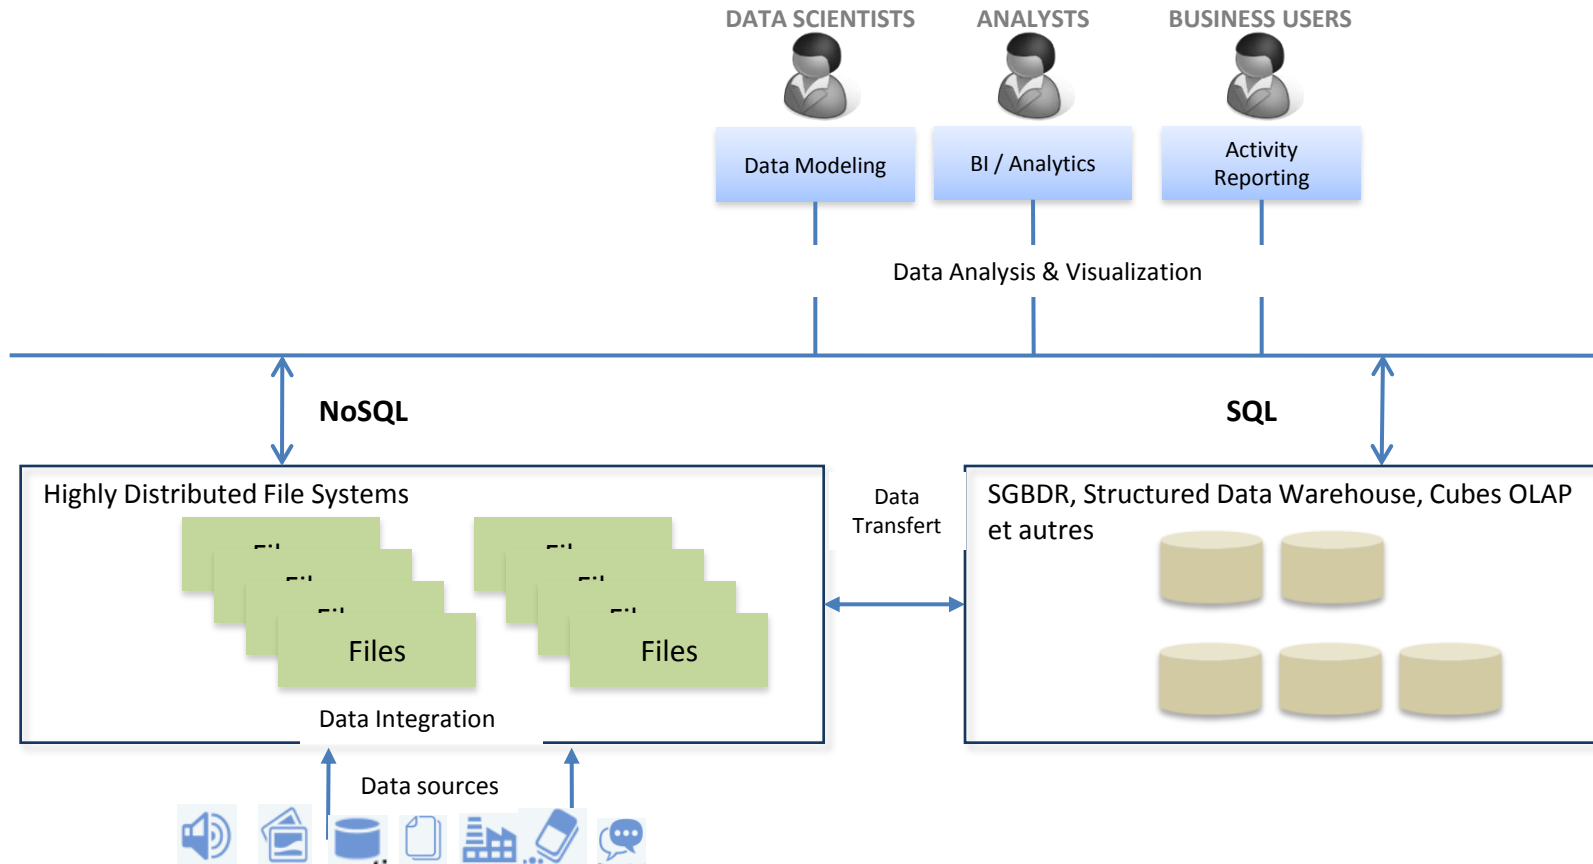 DATA SCIENTISTS
ANALYSTS
BUSINESS USERS
Data Modeling
BI / Analytics
Activity
Reporting
Data Analysis & Visualization
NoSQL
SQL
Highly Distributed File Systems
Files
Files
Data Integration
Data
Transfert
SGBDR, Structured Data Warehouse, Cubes OLAP
et autres
Data sources